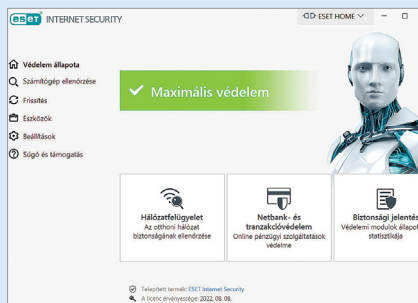 eseT INTERNET SECURITY
ESET HOME
Védelem állapota
Számítógép ellenőrzése
Frissítés
Eszközök
Beállítások
Súgó és támogatás
Maximális védelem
Hálózatfelügyelet
Az otthoni hálózat
biztonságának ellenőrzése
Netbank- és
tranzakcióvédelem
Online pénzügyi szolgáltatások
védelme
Biztonsági jelentés
Védelmi modulok állapot
statisztikája
Telepített termék: ESET Internet Security
A licenc érvényessége: 2022. 08. 08.